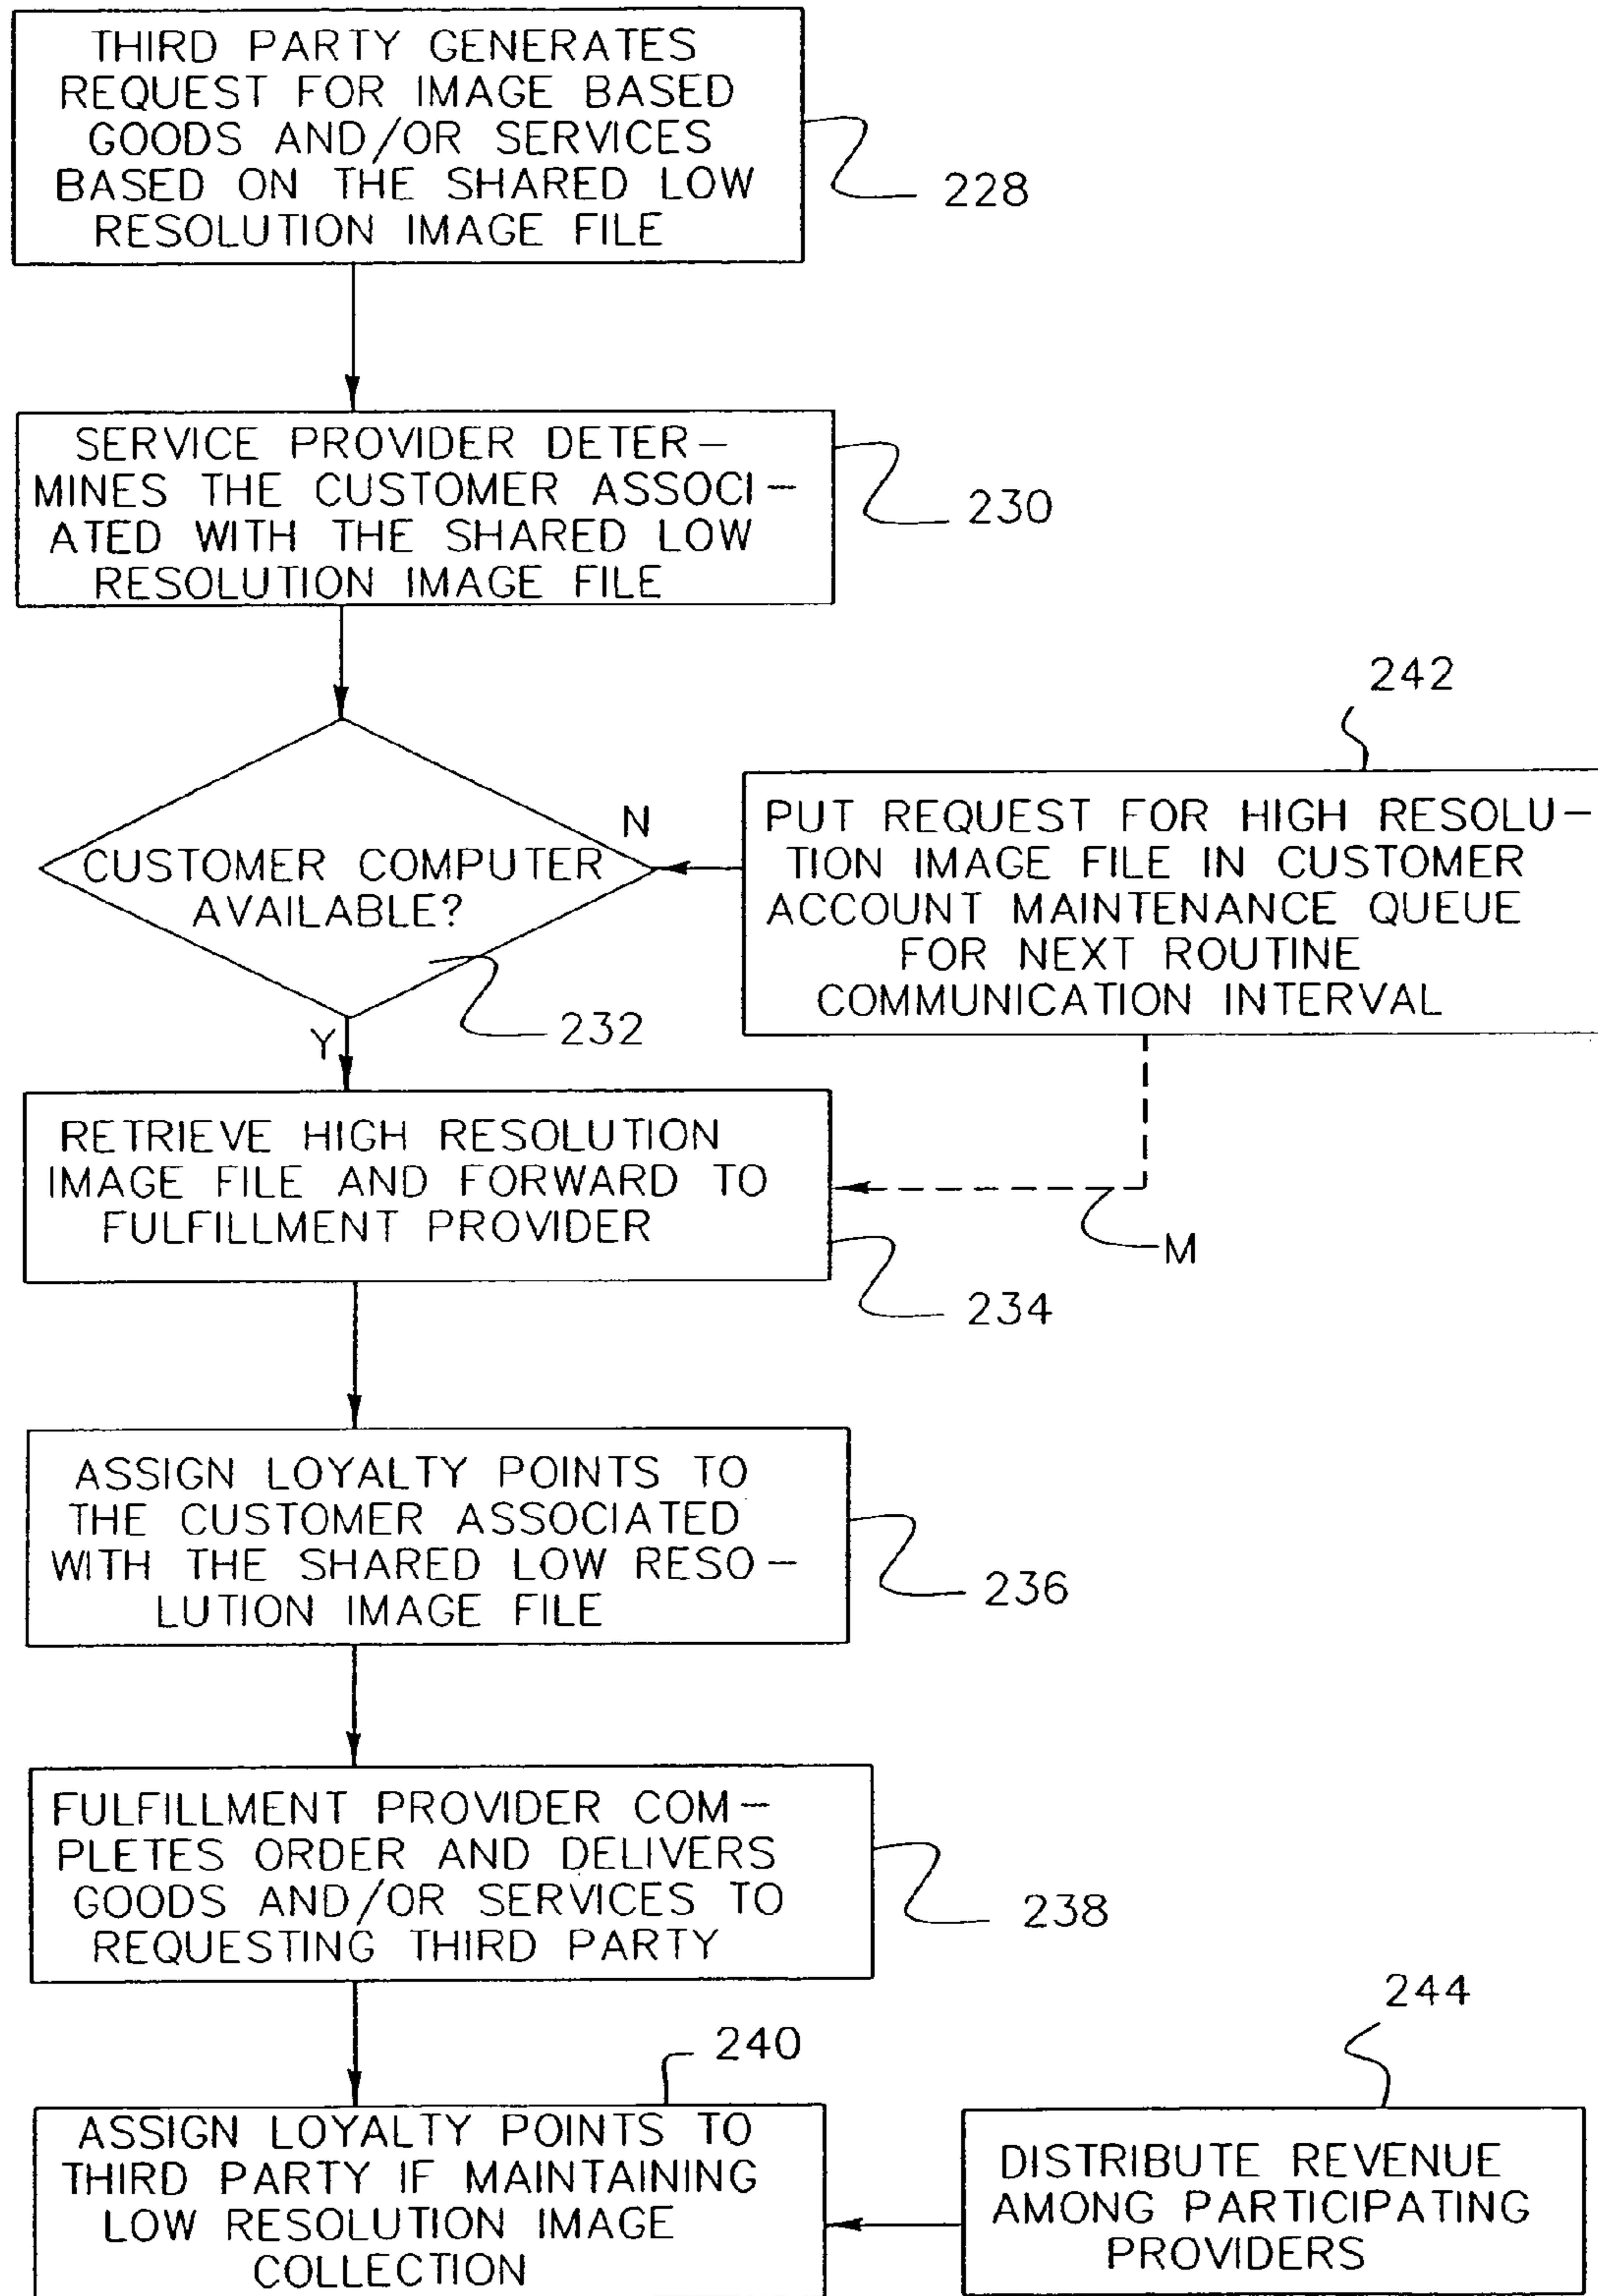 THIRD PARTY GENERATES
REQUEST FOR IMAGE BASED
GOODS AND/OR SERVICES
BASED ON THE SHARED LOW
RESOLUTION IMAGE FILE
228
SERVICE PROVIDER DETER-
MINES THE CUSTOMER ASSOCI-
ATED WITH THE SHARED LOW
RESOLUTION IMAGE FILE
230
CUSTOMER COMPUTER
AVAILABLE?
232
N
Y
242
PUT REQUEST FOR HIGH RESOLU-
TION IMAGE FILE IN CUSTOMER
ACCOUNT MAINTENANCE QUEUE
FOR NEXT ROUTINE
COMMUNICATION INTERVAL
M
RETRIEVE HIGH RESOLUTION
IMAGE FILE AND FORWARD TO
FULFILLMENT PROVIDER
234
ASSIGN LOYALTY POINTS TO
THE CUSTOMER ASSOCIATED
WITH THE SHARED LOW RESO-
LUTION IMAGE FILE
236
FULFILLMENT PROVIDER COM-
PLETES ORDER AND DELIVERS
GOODS AND/OR SERVICES TO
REQUESTING THIRD PARTY
238
240
ASSIGN LOYALTY POINTS TO
THIRD PARTY IF MAINTAINING
LOW RESOLUTION IMAGE
COLLECTION
244
DISTRIBUTE REVENUE
AMONG PARTICIPATING
PROVIDERS